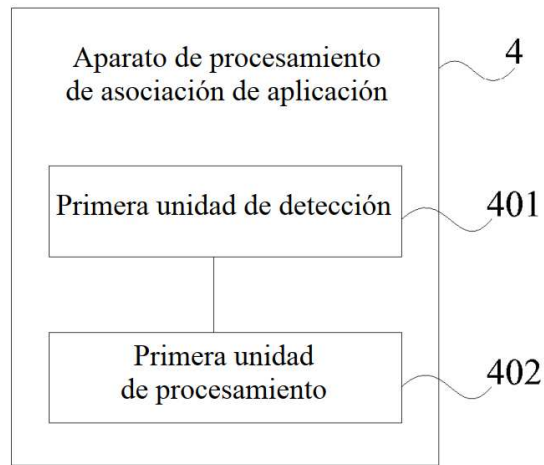 Aparato de procesamiento
de asociación de aplicación
4
Primera unidad de detección
401
Primera unidad
de procesamiento
402